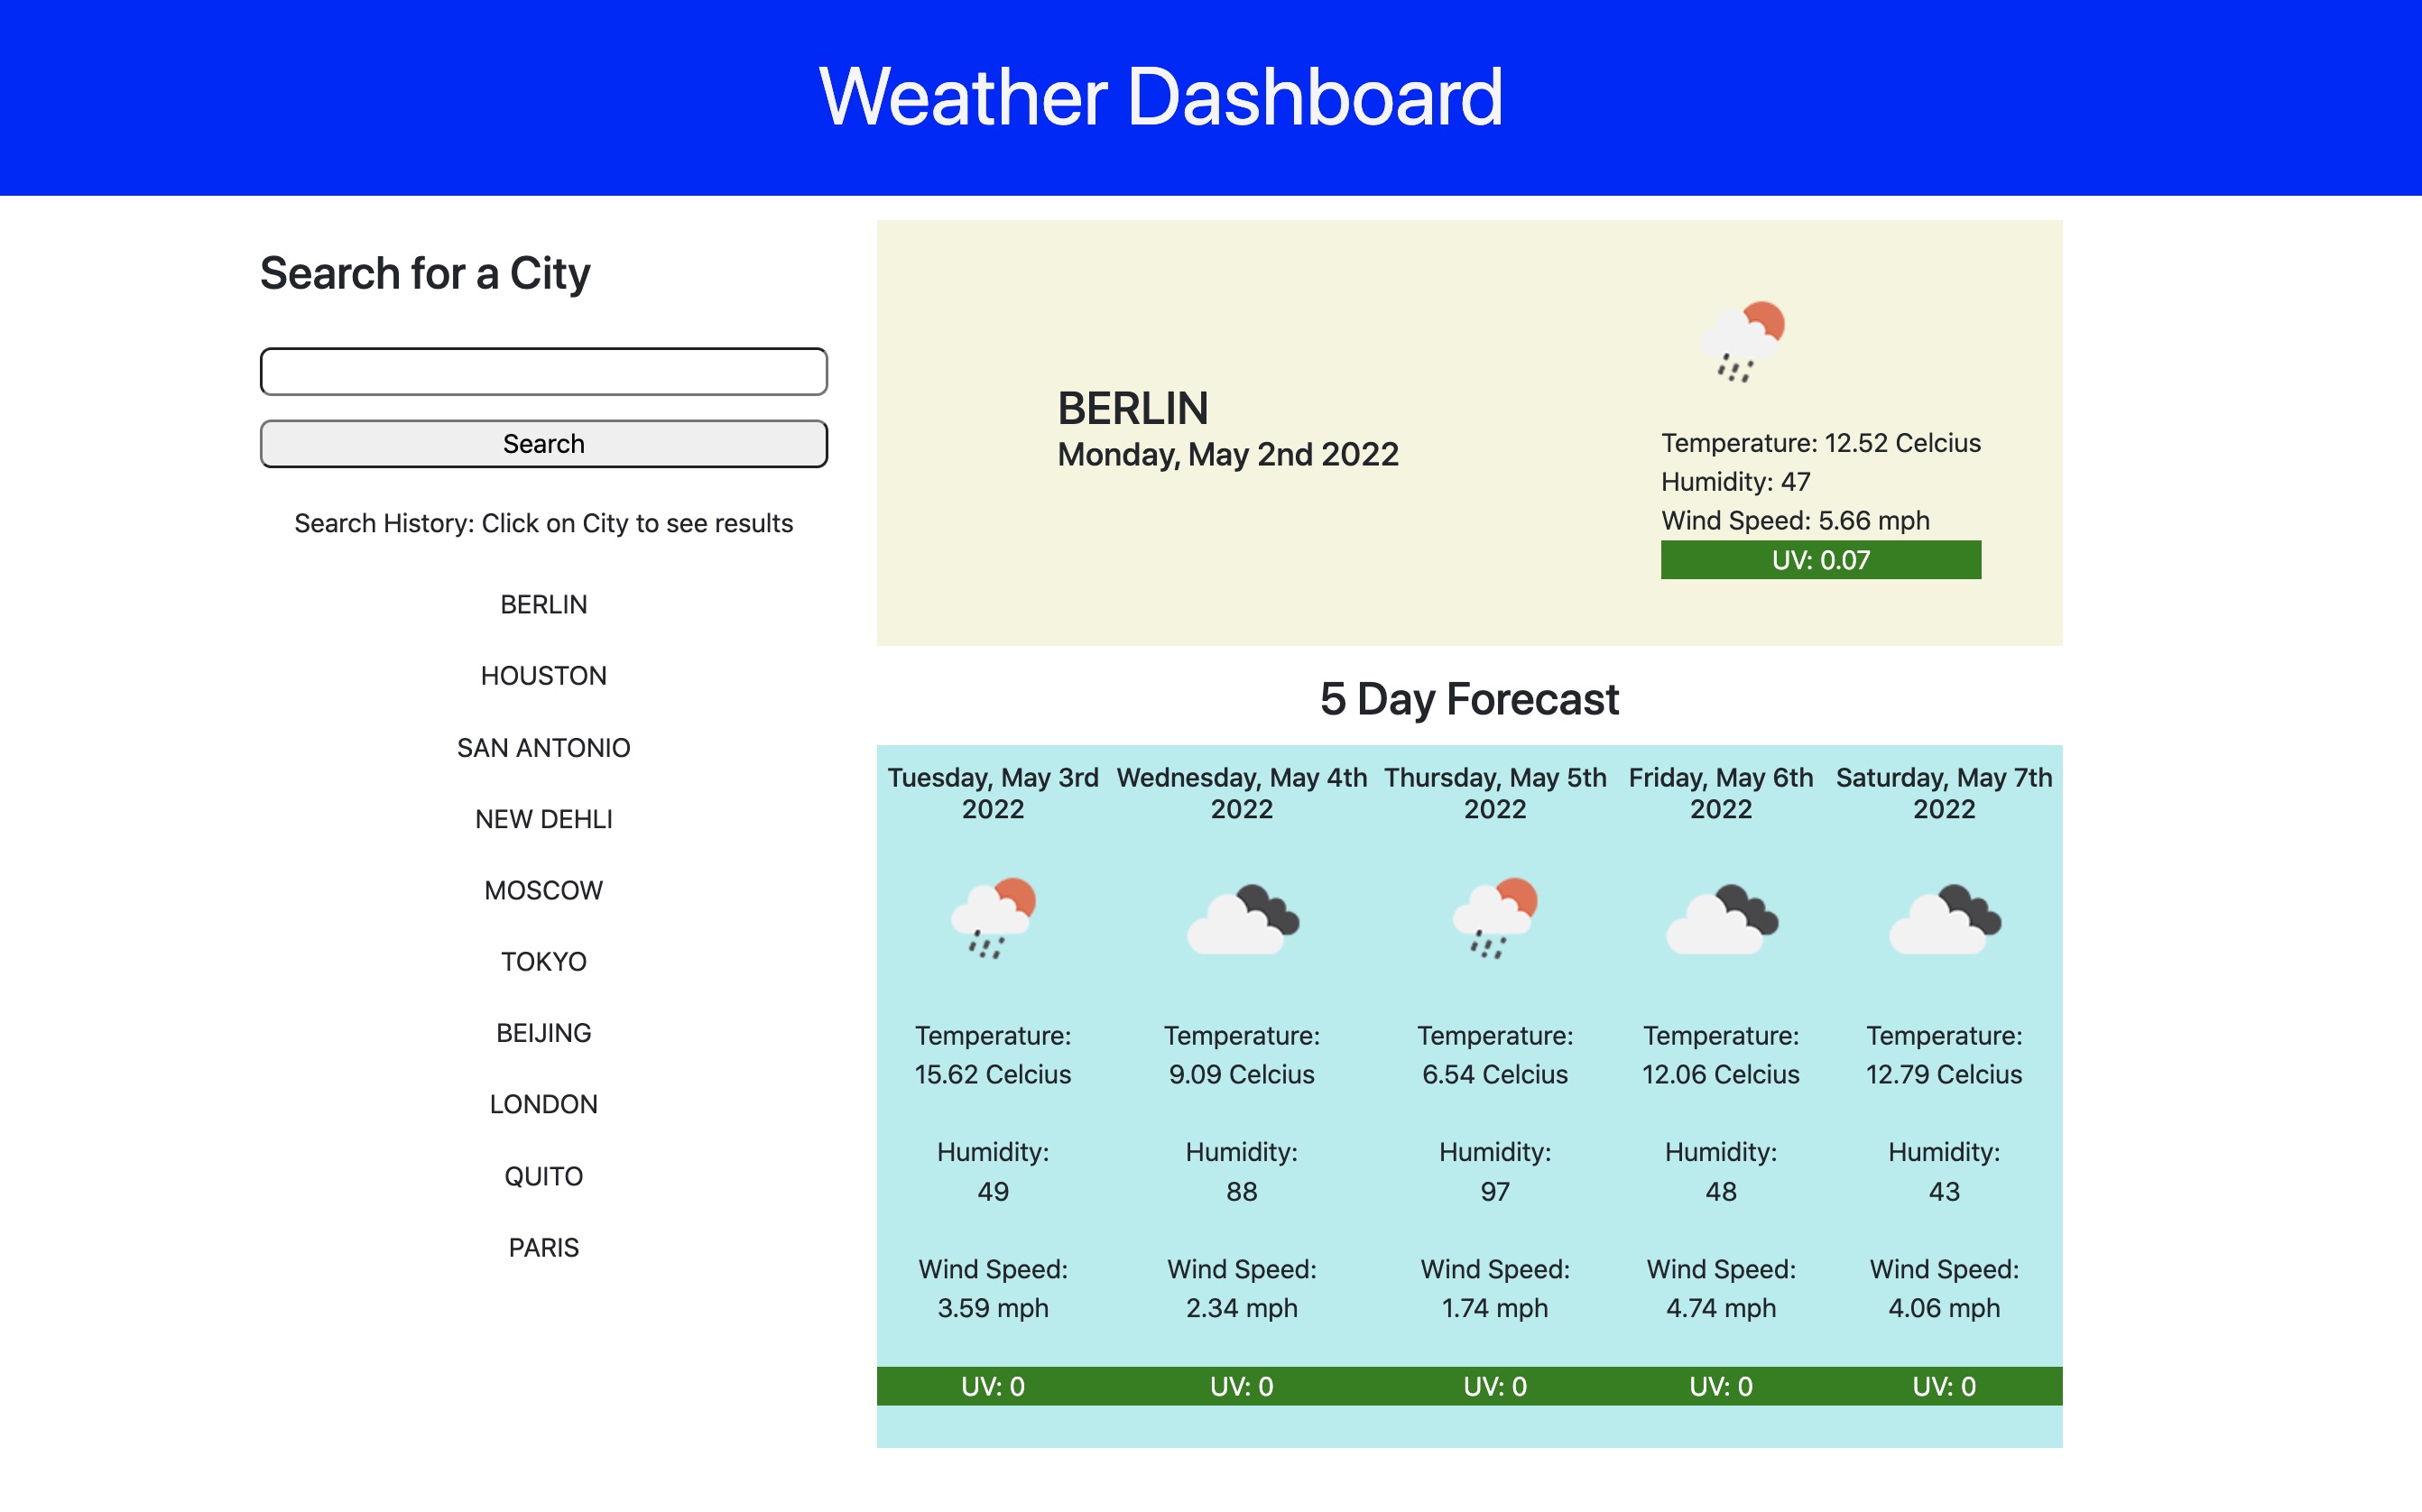 Weather Dashboard
Search for a City
Search
Search History: Click on City to see results
BERLIN
HOUSTON
SAN ANTONIO
NEW DEHLI
MOSCOW
TOKYO
BEIJING
LONDON
QUITO
PARIS
BERLIN
Monday, May 2nd 2022
Temperature: 12.52 Celcius
Humidity: 47
Wind Speed: 5.66 mph
UV: 0.07
5 Day Forecast
Tuesday, May 3rd
2022
Temperature:
15.62 Celcius
Humidity:
49
Wind Speed:
3.59 mph
UV: 0
Wednesday, May 4th
2022
Temperature:
9.09 Celcius
Humidity:
88
Wind Speed:
2.34 mph
UV: 0
Thursday, May 5th
2022
Temperature:
6.54 Celcius
Humidity:
97
Wind Speed:
1.74 mph
UV: 0
Friday, May 6th
2022
Temperature:
12.06 Celcius
Humidity:
48
Wind Speed:
4.74 mph
UV: 0
Saturday, May 7th
2022
Temperature:
12.79 Celcius
Humidity:
43
Wind Speed:
4.06 mph
UV: 0